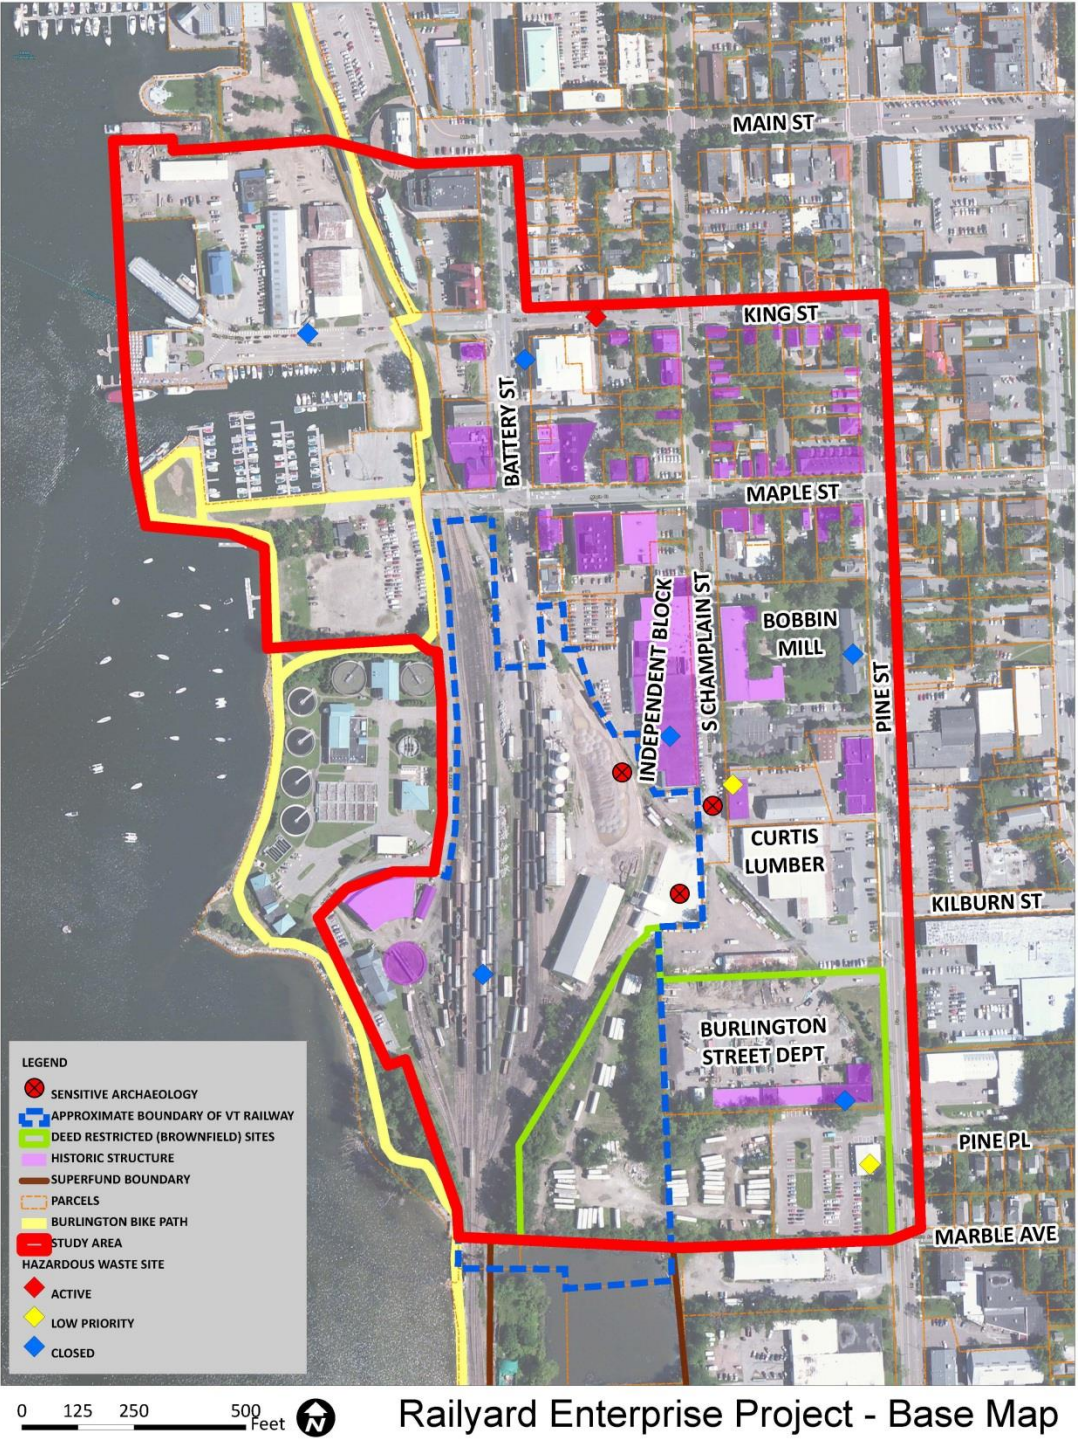 MAIN ST
KING ST
BATTERY ST
MAPLE ST
INDEPENDENT BLOCK
S CHAMPLAIN ST
BOBBIN
MILL
PINE ST
CURTIS
LUMBER
KILBURN ST
BURLINGTON
STREET DEPT
PINE PL
MARBLE AVE
LEGEND
SENSITIVE ARCHAEOLOGY
APPROXIMATE BOUNDARY OF VT RAILWAY
DEED RESTRICTED (BROWNFIELD) SITES
HISTORIC STRUCTURE
SUPERFUND BOUNDARY
PARCELS
BURLINGTON BIKE PATH
STUDY AREA
HAZARDOUS WASTE SITE
ACTIVE
LOW PRIORITY
CLOSED
0 125 250 500
Feet
N
Railyard Enterprise Project - Base Map